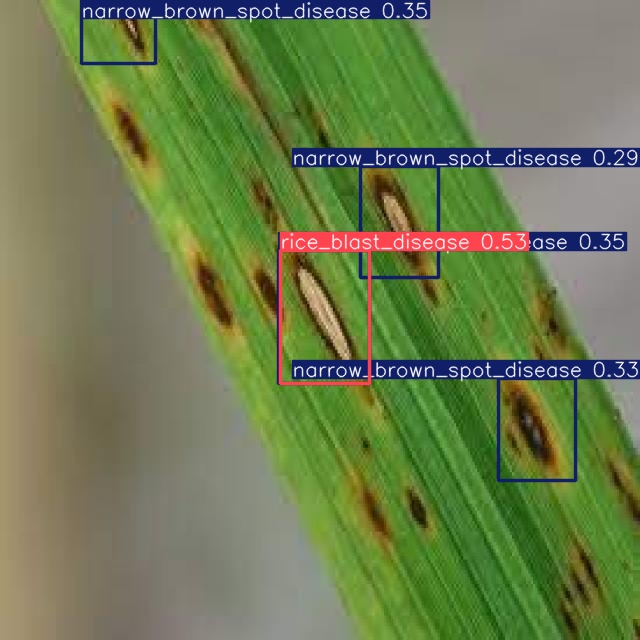 narrow_brown_spot_disease 0.35
narrow_brown_spot_disease 0.29
rice_blast_disease 0.53
ase 0.35
narrow_brown_spot_disease 0.33